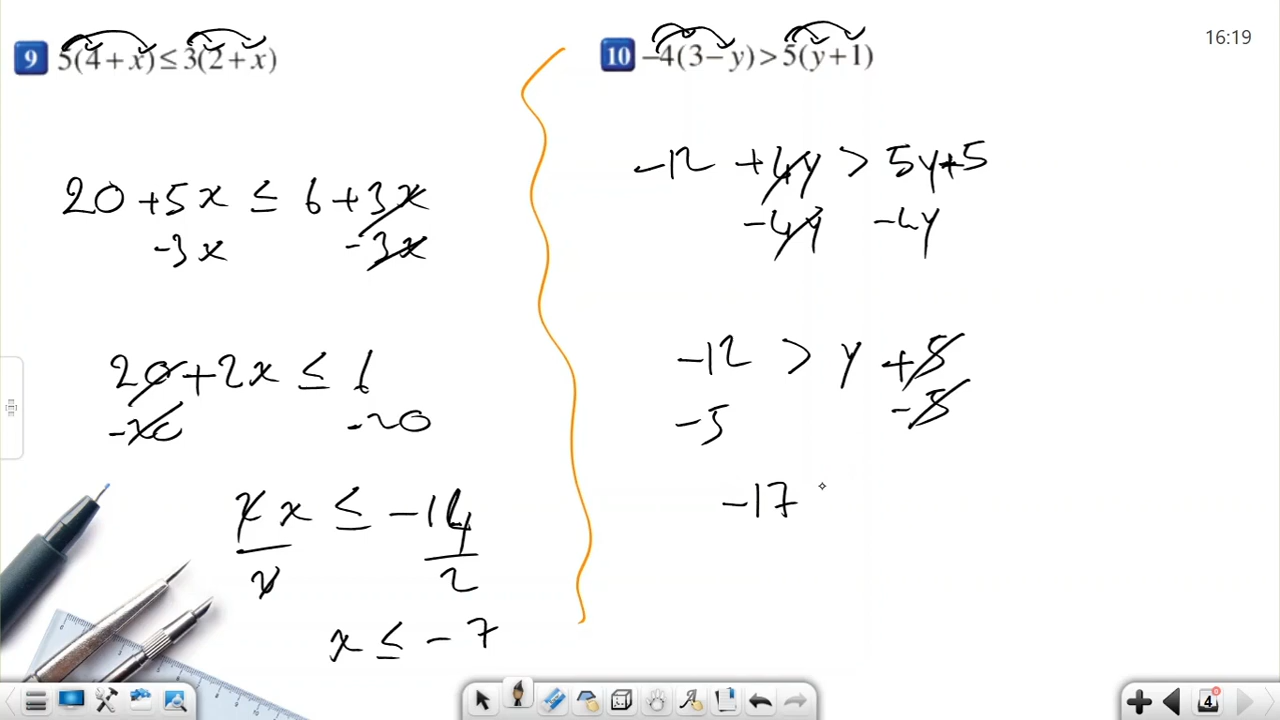 16:19
9 5(4+x)≤3(2+x)
20 +5x ≤ 6 +3x
-3x -3x
20+2x ≤ 6
-20 -20
2x ≤ -14
2 2
x ≤ -7
10 −4(3−y)>5(y+1)
-12 +4y > 5y+5
-4y -4y
-12 > y +5
-5 -5
-17
4